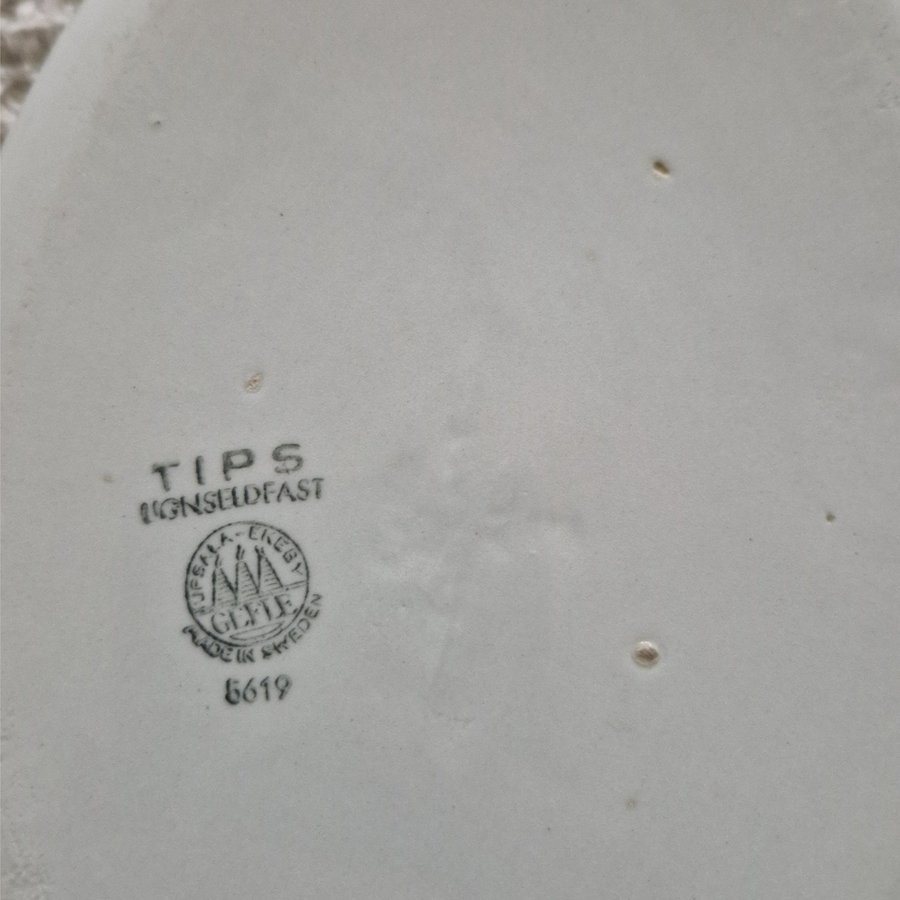 TIPS
UGNSELDFAST
UPSALA-EKEBY
GEFLE
MADE IN SWEDEN
5619